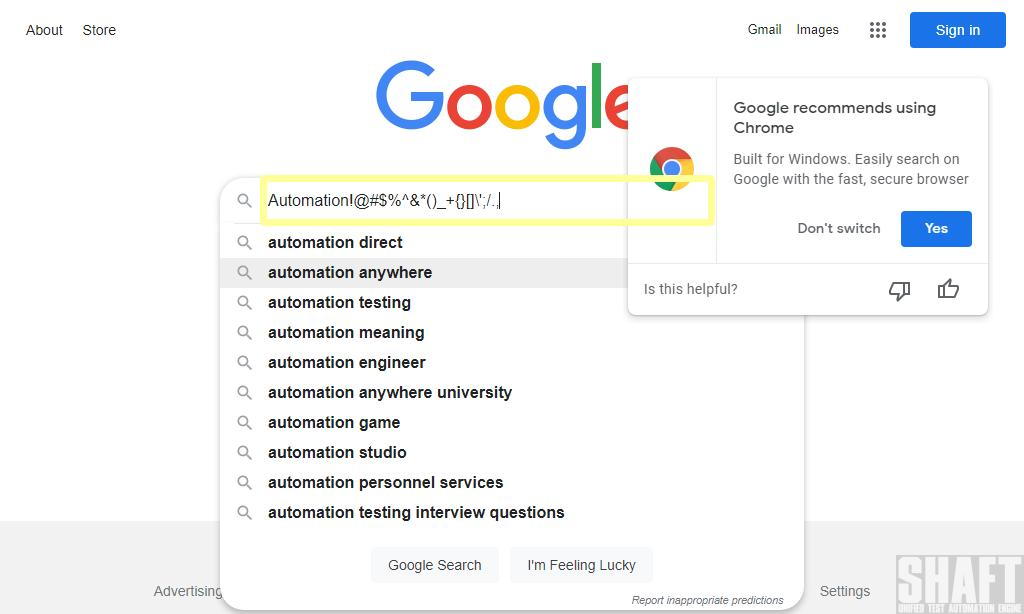 About Store
Gmail Images
Sign in
Google
Google recommends using
Chrome
Built for Windows. Easily search on
Google with the fast, secure browser
Don't switch
Yes
Is this helpful?
Automation!@#$%^&*()_+{}[]\';/.,
automation direct
automation anywhere
automation testing
automation meaning
automation engineer
automation anywhere university
automation game
automation studio
automation personnel services
automation testing interview questions
Google Search
I'm Feeling Lucky
Report inappropriate predictions
Advertising
Settings
SHAFT
UNIFIED TEST AUTOMATION ENGINE